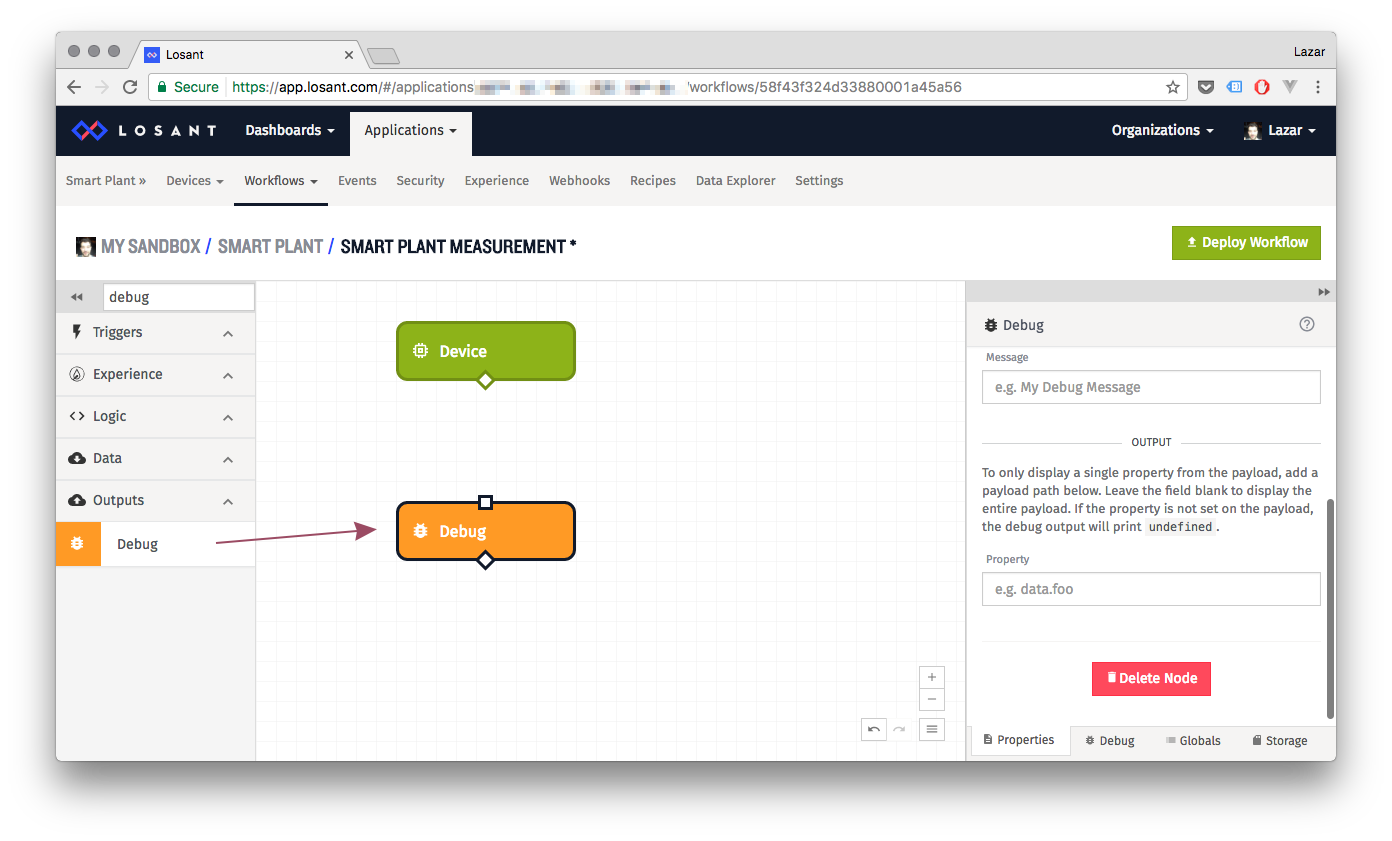 Losant
Lazar
Secure https://app.losant.com/#/applications /workflows/58f43f324d33880001a45a56
LOSANT Dashboards Applications Organizations Lazar
Smart Plant » Devices Workflows Events Security Experience Webhooks Recipes Data Explorer Settings
MY SANDBOX / SMART PLANT / SMART PLANT MEASUREMENT * Deploy Workflow
debug
Triggers
Experience
Logic
Data
Outputs
Debug
Device
Debug
Debug
Message
e.g. My Debug Message
OUTPUT
To only display a single property from the payload, add a
payload path below. Leave the field blank to display the
entire payload. If the property is not set on the payload,
the debug output will print undefined.
Property
e.g. data.foo
Delete Node
Properties Debug Globals Storage